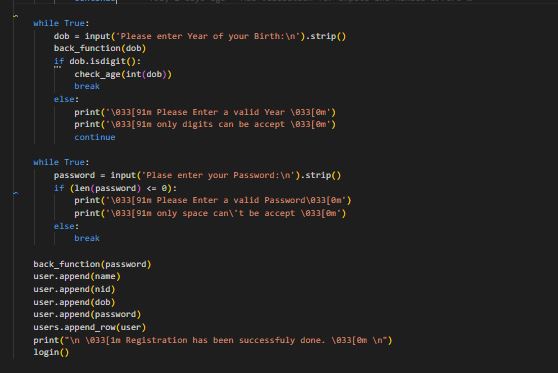 while True:
dob = input('Please enter Year of your Birth:\n').strip()
back_function(dob)
if dob.isdigit():
check_age(int(dob))
break
else:
print('\033[91m Please Enter a valid Year \033[0m')
print('\033[91m only digits can be accept \033[0m')
continue
while True:
password = input('Plase enter your Password:\n').strip()
if (len(password) <= 0):
print('\033[91m Please Enter a valid Password\033[0m')
print('\033[91m only space can\'t be accept \033[0m')
else:
break
back_function(password)
user.append(name)
user.append(nid)
user.append(dob)
user.append(password)
users.append_row(user)
print("\n \033[1m Registration has been successfuly done. \033[0m \n")
login()